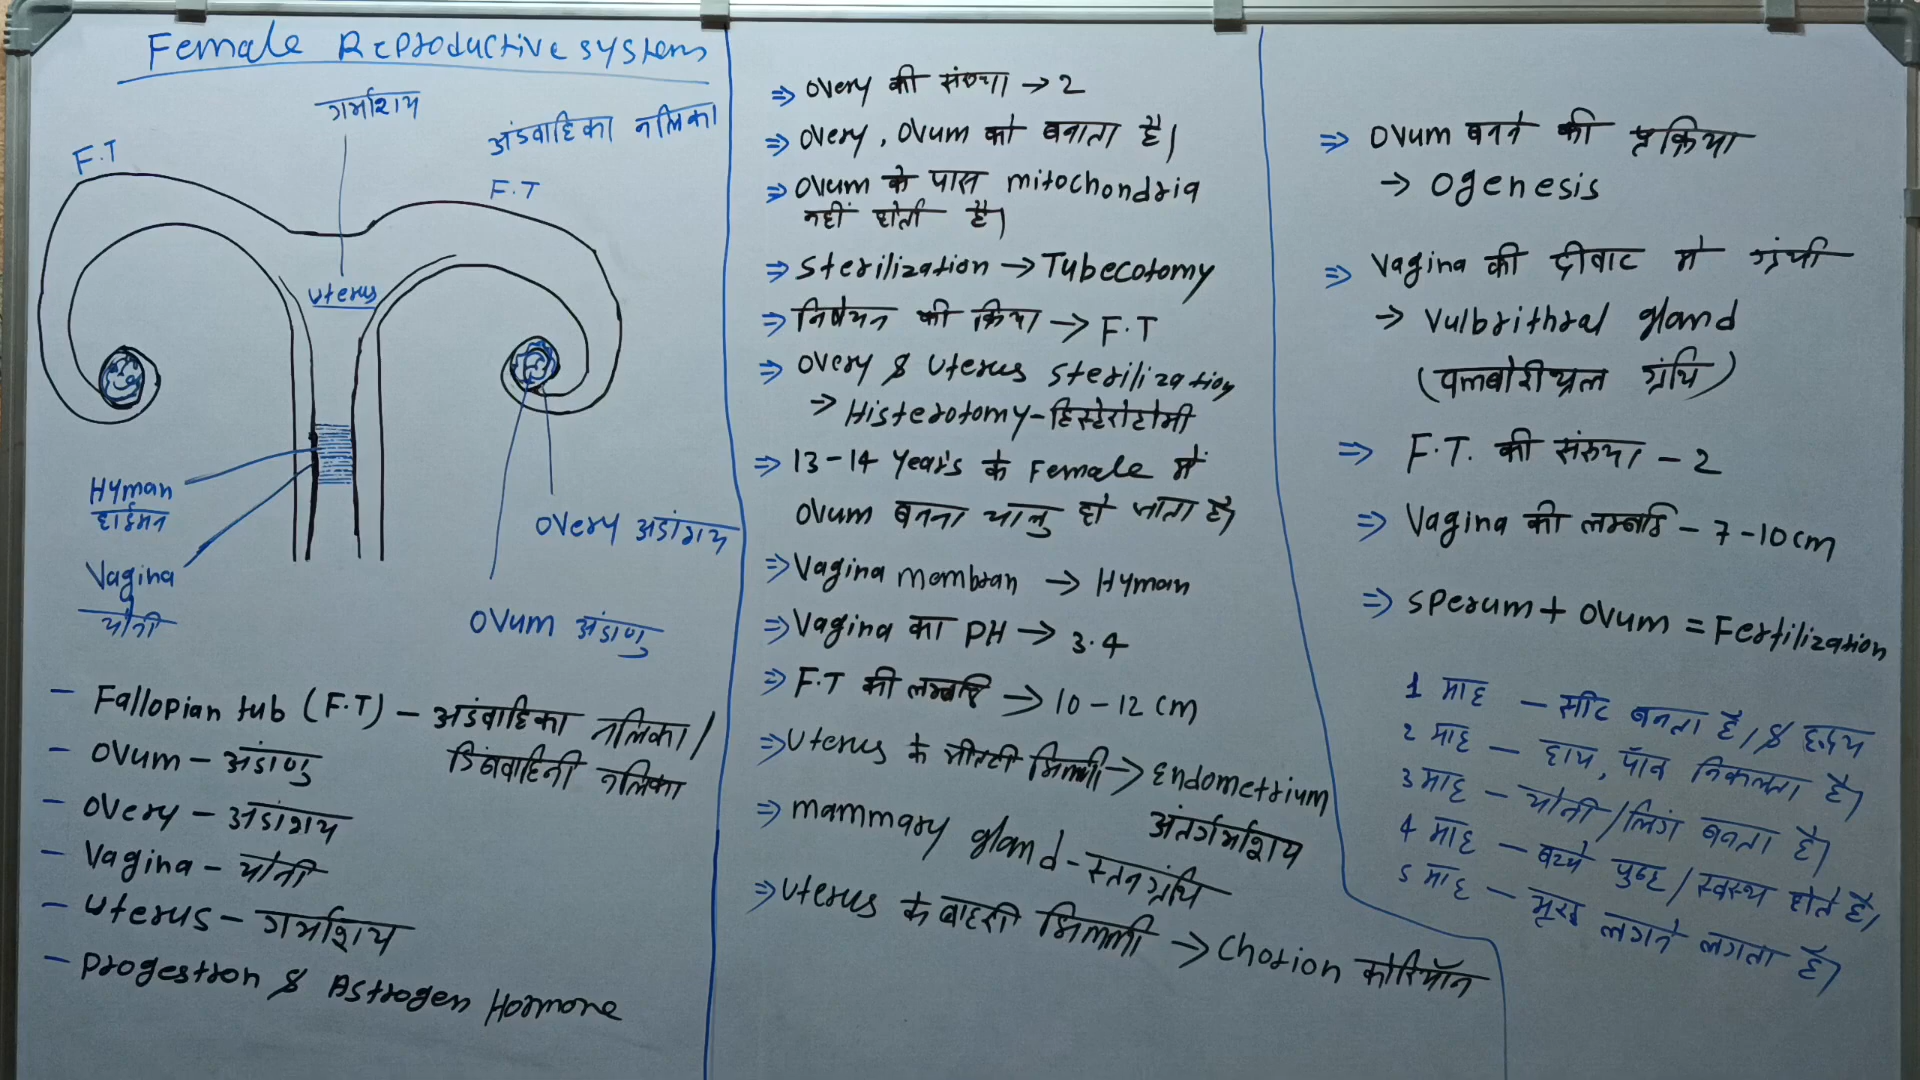 Female Reproductive systems
गर्भाशय
अंडवाहिका नलिका
F.T
F.T
uterus
Hyman
हाईमन
Vagina
योनी
Overy अडांशय
Ovum अंडाणु
- Fallopian tub (F.T) - अडंवाहिका नलिका /
डिंबवाहिनी नलिका
- Ovum - अंडाणु
- Overy - अडांशय
- Vagina - योनी
- Uterus - गर्भाशय
- Progestron & Astrogen Hormone
⇒ Overy की संख्या → 2
⇒ Overy, Ovum को बनाता है।
⇒ Ovum के पास mitochondria
नहीं होती है।
⇒ Sterilization → Tubecotomy
⇒ निषेचन की क्रिया → F.T
⇒ Overy & Uterus Sterilization
→ Histerotomy - हिस्टेरोटोमी
⇒ 13-14 Year's के Female में
Ovum बनना चालु हो जाता है।
⇒ Vagina mambran → Hyman
⇒ Vagina का PH → 3.4
⇒ F.T की लम्बाई → 10 - 12 cm
⇒ Uterus के भीतरी झिल्ली → Endometrium
अंतर्गर्भाशय
⇒ mammary gland - स्तनग्रंथि
⇒ Uterus के बाहरी झिल्ली → Chorion कोरियॉन
⇒ Ovum बनने की प्रक्रिया
→ Ogenesis
⇒ Vagina की दीवाट में ग्रंथी
→ Vulbrithral gland
(वल्बोरीथ्रल ग्रंथि)
⇒ F.T. की संख्या - 2
⇒ Vagina की लम्बाई - 7 - 10 cm
⇒ Sperum + Ovum = Fertilization
1 माह - सीट बनता है, & हृदय
2 माह - हाथ, पाँव निकलता है।
3 माह - योनी / लिंग बनता है।
4 माह - बच्चे पुष्ट / स्वस्थ होते है।
5 माह - भूख लगने लगता है।